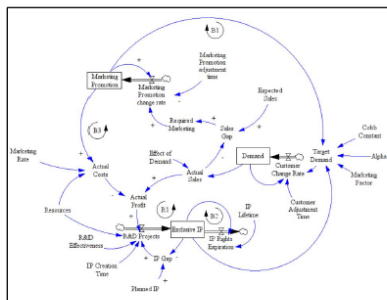 B1
Marketing
Promotion
Marketing
Promotion
change rate
Marketing
Promotion
adjustment
time
Expected
Sales
B3
Required
Marketing
Sales
Gap
Cobb
Constant
Marketing
Rate
Actual
Costs
Effect of
Demand
Demand
Target
Demand
Alpha
Actual
Sales
Customer
Change Rate
Marketing
Factor
Resources
Actual
Profit
Customer
Adjustment
Time
IP
Lifetime
R&D
Effectiveness
R&D Projects
Exclusive IP
IP Rights
Expiration
IP Creation
Time
IP Gap
Planned IP